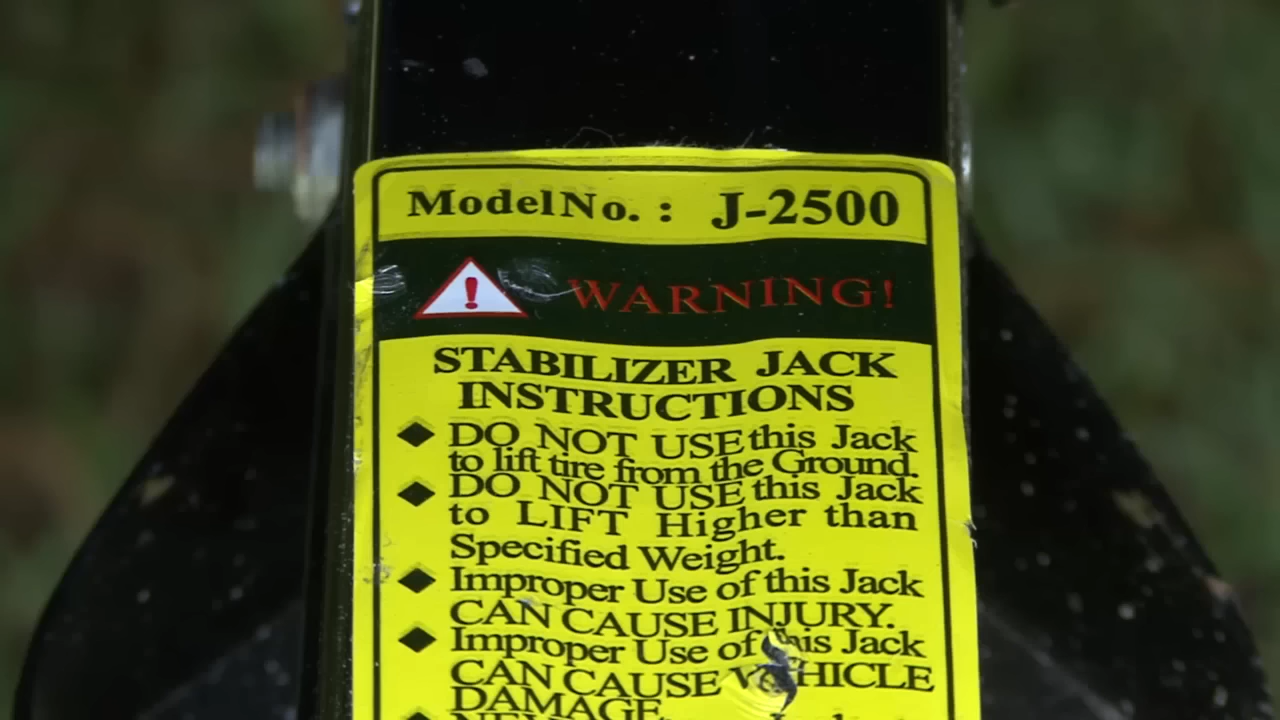 Model No. : J-2500
WARNING!
STABILIZER JACK
INSTRUCTIONS
DO NOT USE this Jack
to lift tire from the Ground.
DO NOT USE this Jack
to LIFT Higher than
Specified Weight.
Improper Use of this Jack
CAN CAUSE INJURY.
Improper Use of this Jack
CAN CAUSE VEHICLE
DAMAGE